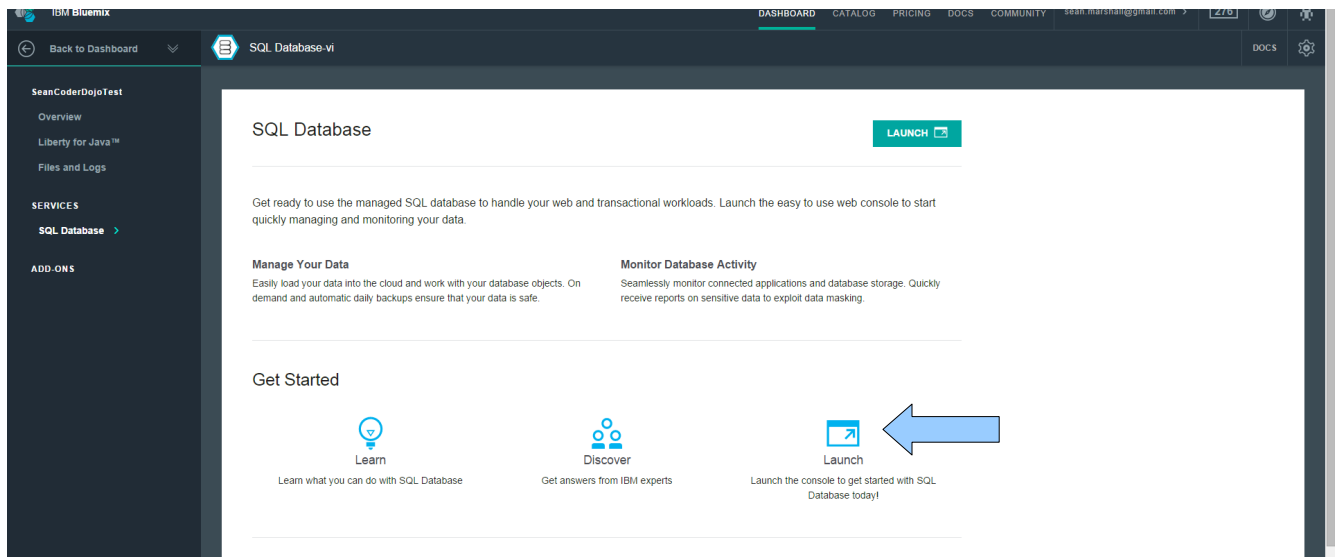 IBM Bluemix
DASHBOARD CATALOG PRICING DOCS COMMUNITY sean.marshall@gmail.com > 276
Back to Dashboard
SQL Database-vi
DOCS
SeanCoderDojoTest
Overview
Liberty for Java™
Files and Logs
SERVICES
SQL Database >
ADD-ONS
SQL Database
LAUNCH
Get ready to use the managed SQL database to handle your web and transactional workloads. Launch the easy to use web console to start
quickly managing and monitoring your data.
Manage Your Data
Easily load your data into the cloud and work with your database objects. On
demand and automatic daily backups ensure that your data is safe.
Monitor Database Activity
Seamlessly monitor connected applications and database storage. Quickly
receive reports on sensitive data to exploit data masking.
Get Started
Learn
Learn what you can do with SQL Database
Discover
Get answers from IBM experts
Launch
Launch the console to get started with SQL
Database today!